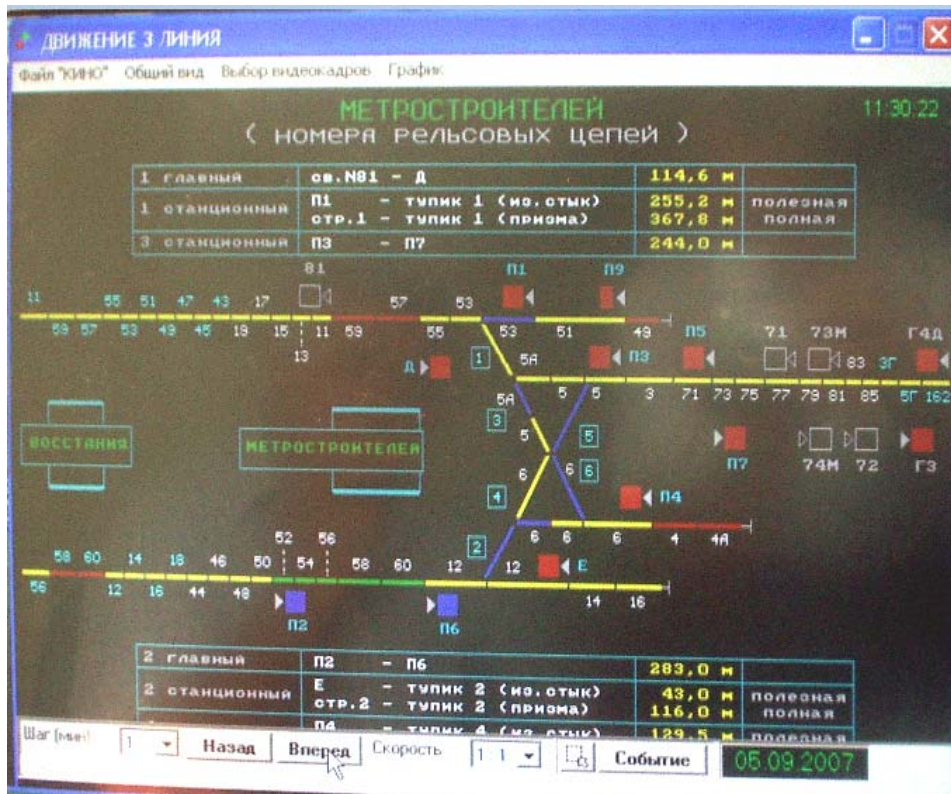 ДВИЖЕНИЕ 3 ЛИНИЯ
Файл "КИНО" Общий вид Выбор видеокадров График
МЕТРОСТРОИТЕЛЕЙ
11:30:22
( НОМЕРА РЕЛЬСОВЫХ ЦЕПЕЙ )
1 ГЛАВНЫЙ св.N81 - Д 114,6 м
1 СТАНЦИОННЫЙ П1 - ТУПИК 1 (из.стык) 255,2 м ПОЛЕЗНАЯ
стр.1 - ТУПИК 1 (призма) 367,8 м ПОЛНАЯ
3 СТАНЦИОННЫЙ П3 - П7 244,0 м
81 П1 П9
11 55 51 47 43 17 57 53
59 57 53 49 45 19 15 11 59 55 53 51 49 П5 71 73М Г4Д
13
Д 1 5А П3 83 3Г
5А 5 5 3 71 73 75 77 79 81 85 5Г 162
3 5 5
ВОССТАНИЯ МЕТРОСТРОИТЕЛЕЙ
П7 74М 72 Г3
6 6 6
4 П4
52 56 6 6 6 4 4А
2
58 60 14 18 46 50 54 58 60 12 12 Е
56 12 16 44 48 14 16
П2 П6
2 ГЛАВНЫЙ П2 - П6 283,0 м
2 СТАНЦИОННЫЙ Е - ТУПИК 2 (из.стык) 43,0 м ПОЛЕЗНАЯ
стр.2 - ТУПИК 2 (призма) 116,0 м ПОЛНАЯ
П4 - ТУПИК 4 (из.стык) 129,5 м ПОЛЕЗНАЯ
Шаг (мин) 1 Назад Вперед Скорость 1:1 Событие 05.09.2007